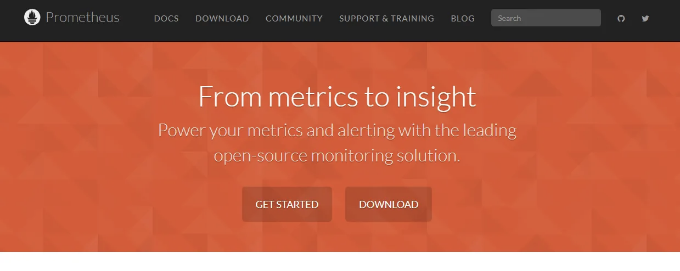 Prometheus DOCS DOWNLOAD COMMUNITY SUPPORT & TRAINING BLOG Search
From metrics to insight
Power your metrics and alerting with the leading
open-source monitoring solution.
GET STARTED DOWNLOAD